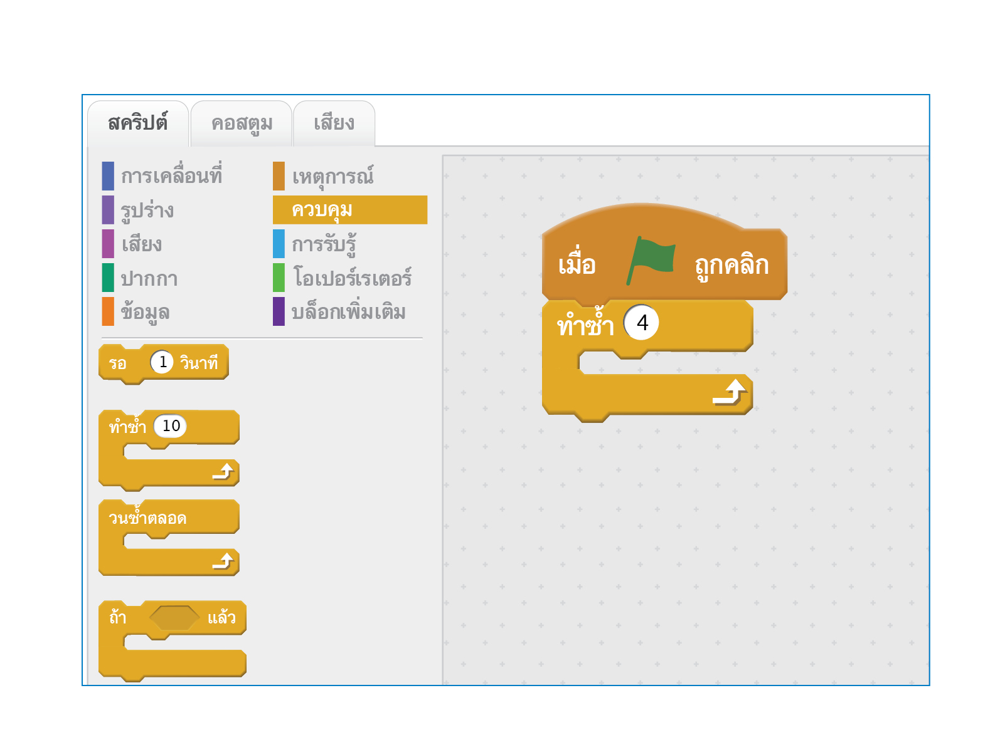 สคริปต์ คอสตูม เสียง
การเคลื่อนที่ เหตุการณ์
รูปร่าง ควบคุม
เสียง การรับรู้
ปากกา โอเปอร์เรเตอร์
ข้อมูล บล็อกเพิ่มเติม
รอ 1 วินาที
ทำซ้ำ 10
วนซ้ำตลอด
ถ้า แล้ว
เมื่อ ถูกคลิก
ทำซ้ำ 4